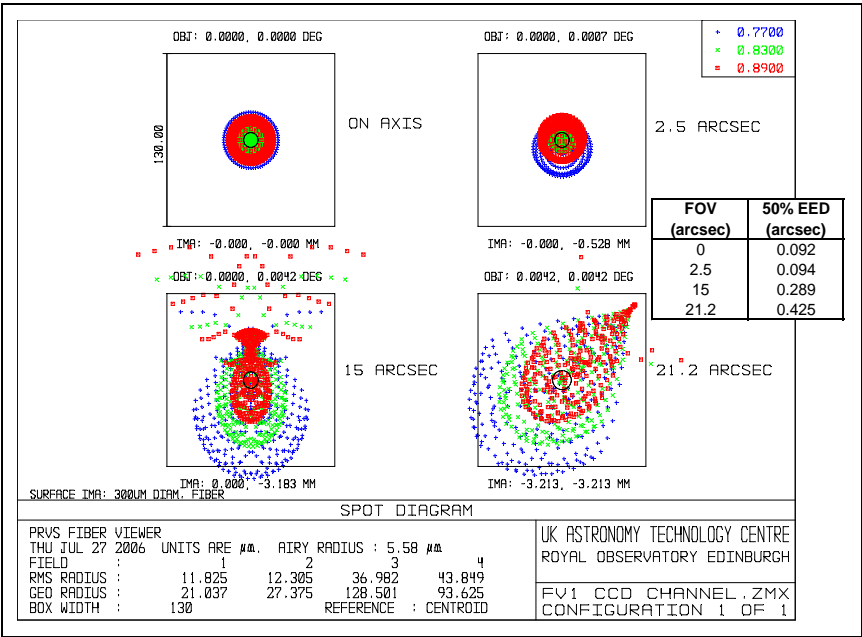 OBJ: 0.0000, 0.0000 DEG
OBJ: 0.0000, 0.0007 DEG
+ 0.7700
× 0.8300
0.8900
130.00
ON AXIS
2.5 ARCSEC
IMA: -0.000, -0.000 MM
IMA: -0.000, -0.528 MM
FOV (arcsec) 50% EED (arcsec)
0 0.092
2.5 0.094
15 0.289
21.2 0.425
OBJ: 0.0000, 0.0042 DEG
OBJ: 0.0042, 0.0042 DEG
15 ARCSEC
21.2 ARCSEC
IMA: 0.000, -3.183 MM
IMA: -3.213, -3.213 MM
SURFACE IMA: 300UM DIAM. FIBER
SPOT DIAGRAM
PRVS FIBER VIEWER
THU JUL 27 2006 UNITS ARE µm. AIRY RADIUS : 5.58 µm
FIELD : 1 2 3 4
RMS RADIUS : 11.825 12.305 36.982 43.849
GEO RADIUS : 21.037 27.375 128.501 93.625
BOX WIDTH : 130 REFERENCE : CENTROID
UK ASTRONOMY TECHNOLOGY CENTRE
ROYAL OBSERVATORY EDINBURGH
FV1 CCD CHANNEL.ZMX
CONFIGURATION 1 OF 1